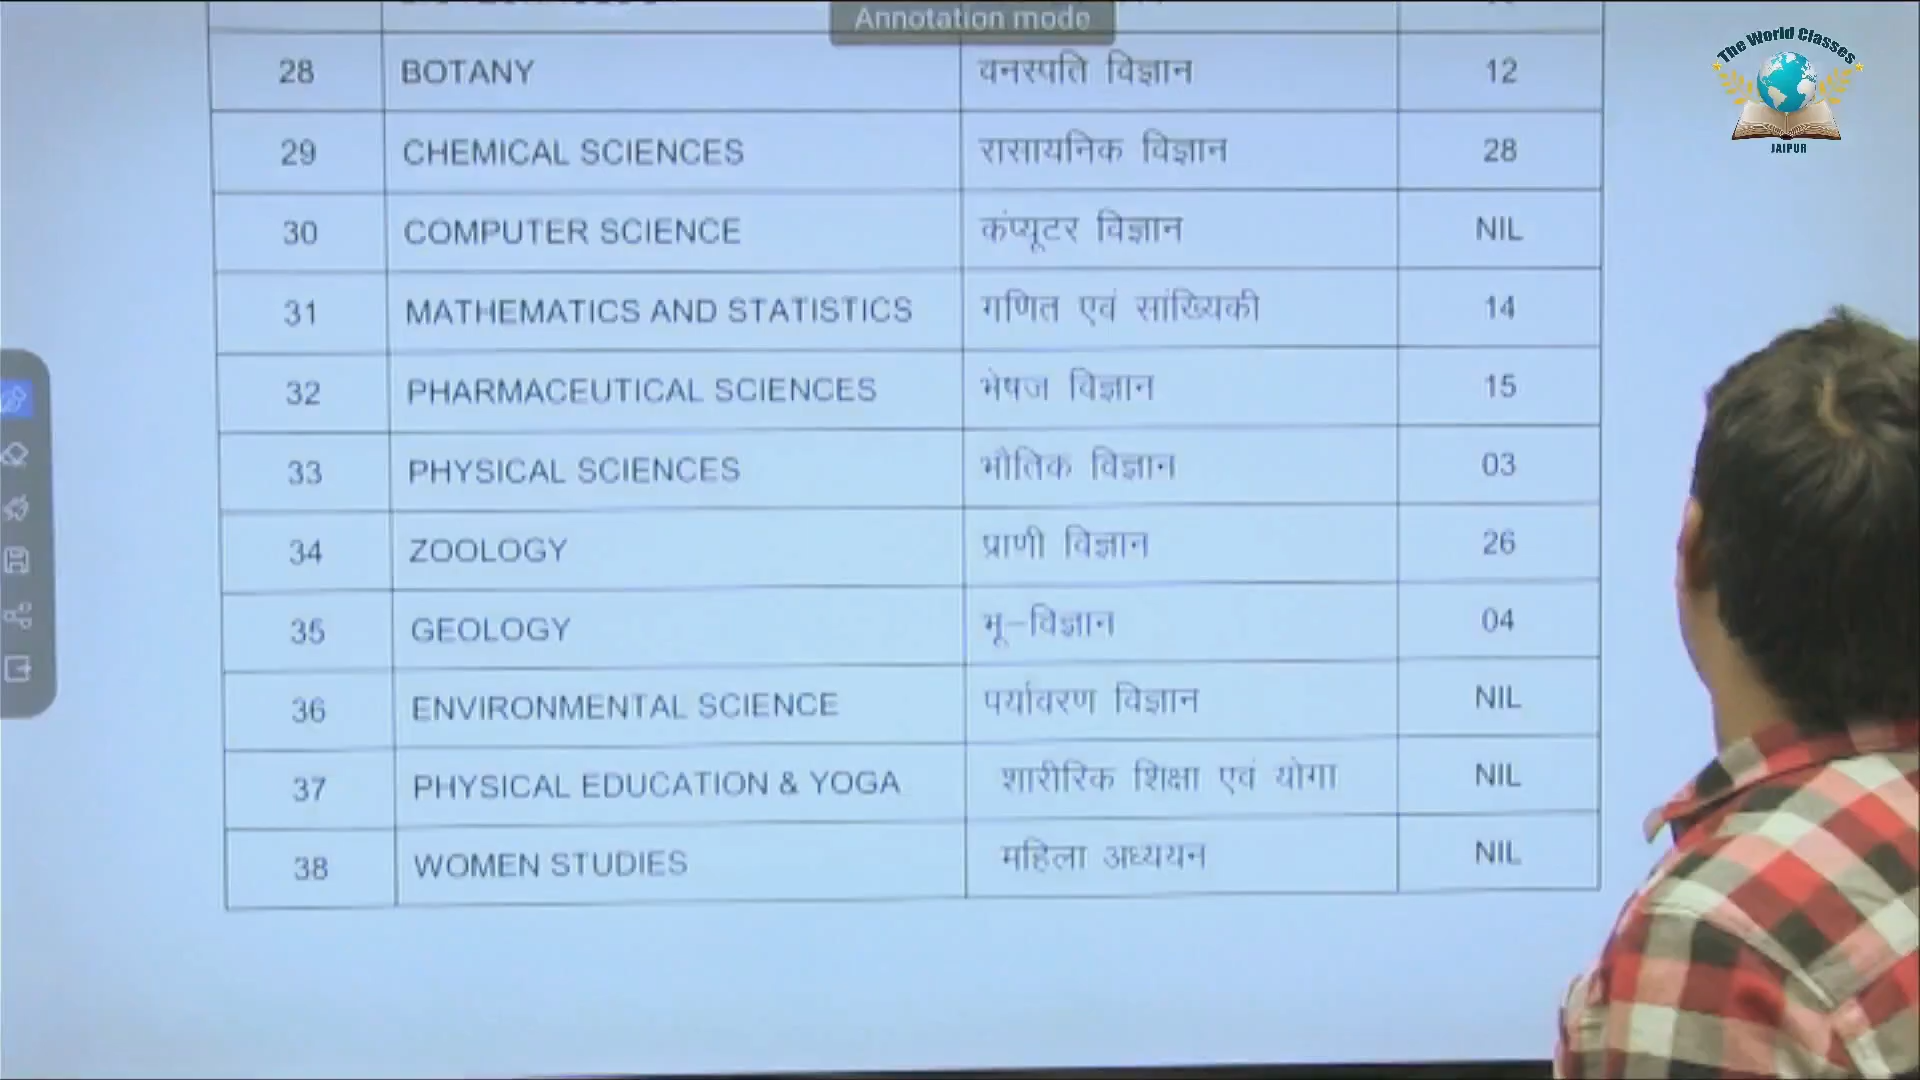 Annotation mode
The World Classes
JAIPUR
28 BOTANY वनस्पति विज्ञान 12
29 CHEMICAL SCIENCES रासायनिक विज्ञान 28
30 COMPUTER SCIENCE कंप्यूटर विज्ञान NIL
31 MATHEMATICS AND STATISTICS गणित एवं सांख्यिकी 14
32 PHARMACEUTICAL SCIENCES भेषज विज्ञान 15
33 PHYSICAL SCIENCES भौतिक विज्ञान 03
34 ZOOLOGY प्राणी विज्ञान 26
35 GEOLOGY भू-विज्ञान 04
36 ENVIRONMENTAL SCIENCE पर्यावरण विज्ञान NIL
37 PHYSICAL EDUCATION & YOGA शारीरिक शिक्षा एवं योगा NIL
38 WOMEN STUDIES महिला अध्ययन NIL